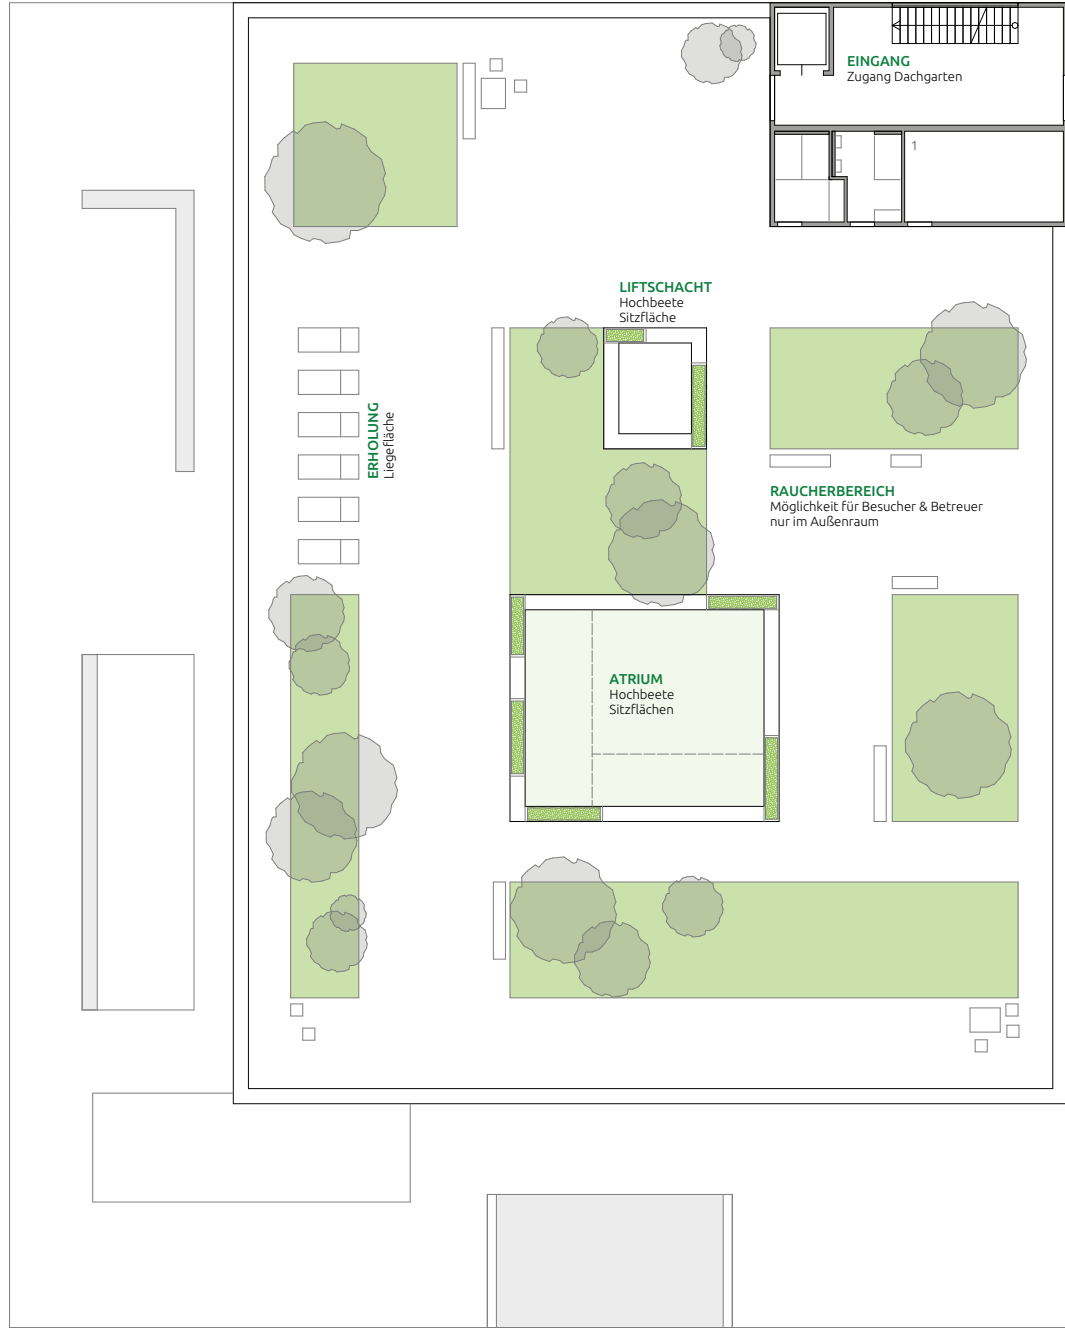 EINGANG
Zugang Dachgarten
1
LIFTSCHACHT
Hochbeete
Sitzfläche
ERHOLUNG
Liegefläche
RAUCHERBEREICH
Möglichkeit für Besucher & Betreuer
nur im Außenraum
ATRIUM
Hochbeete
Sitzflächen